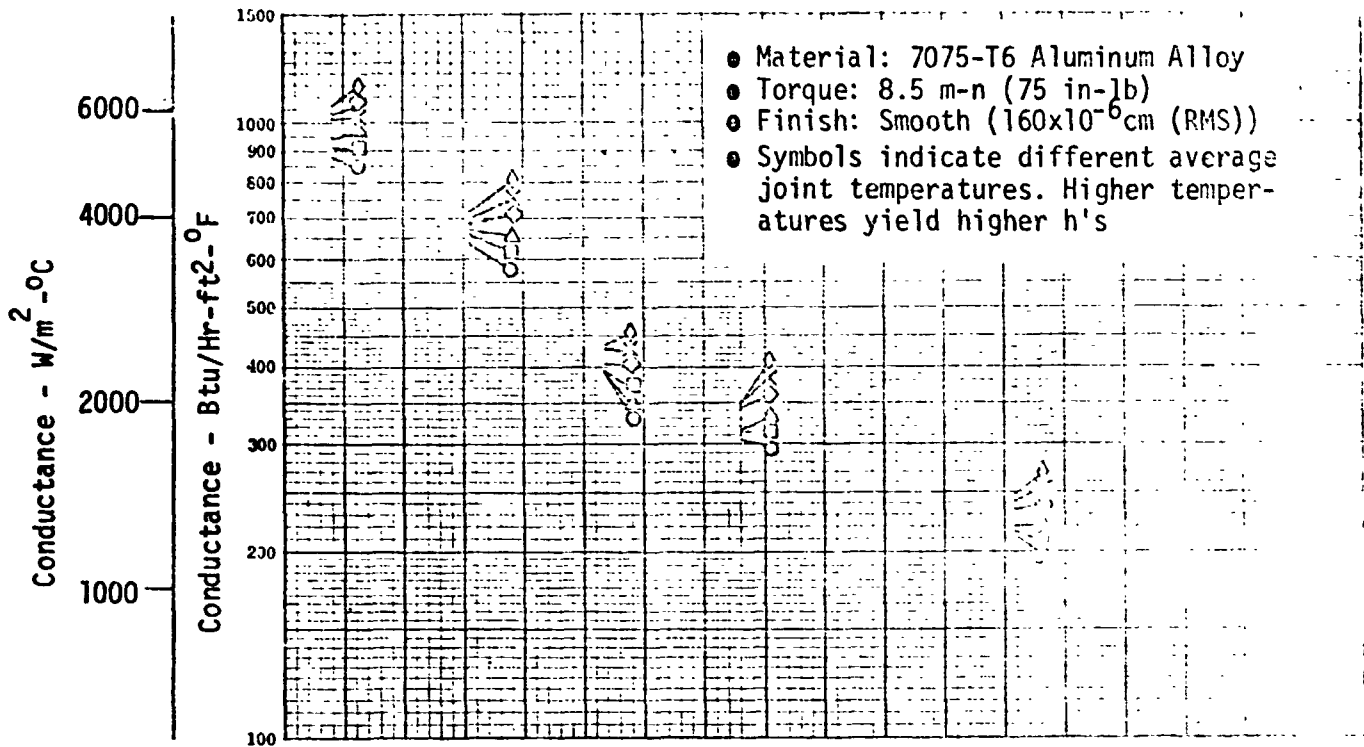 Conductance - W/m²-°C
6000
4000
2000
1000
Conductance - Btu/Hr-ft²-°F
1500
1000
900
800
700
600
500
400
300
230
100
● Material: 7075-T6 Aluminum Alloy
● Torque: 8.5 m-n (75 in-lb)
● Finish: Smooth (160x10⁻⁶cm (RMS))
● Symbols indicate different average
joint temperatures. Higher temper-
atures yield higher h's